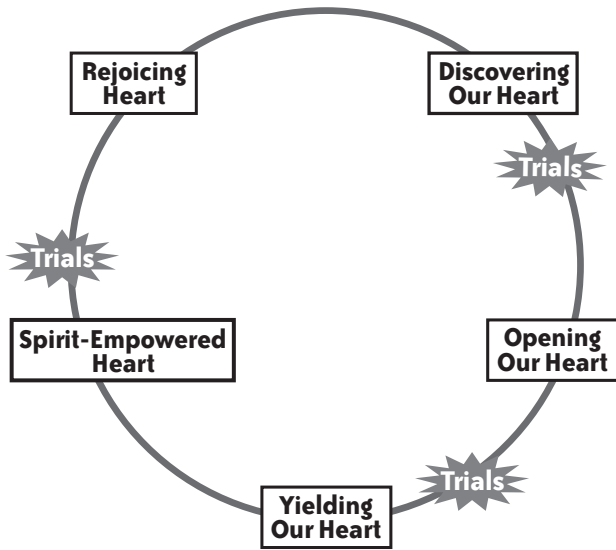 Rejoicing
Heart
Discovering
Our Heart
Trials
Trials
Spirit-Empowered
Heart
Opening
Our Heart
Trials
Yielding
Our Heart